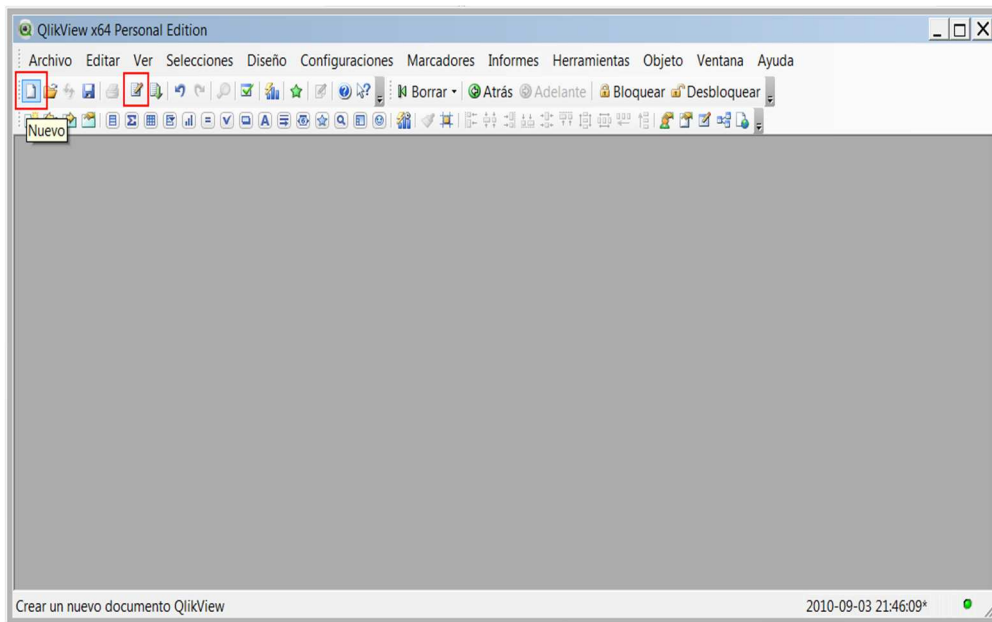 QlikView x64 Personal Edition
Archivo Editar Ver Selecciones Diseño Configuraciones Marcadores Informes Herramientas Objeto Ventana Ayuda
Borrar Atrás Adelante Bloquear Desbloquear
Nuevo
Crear un nuevo documento QlikView 2010-09-03 21:46:09*